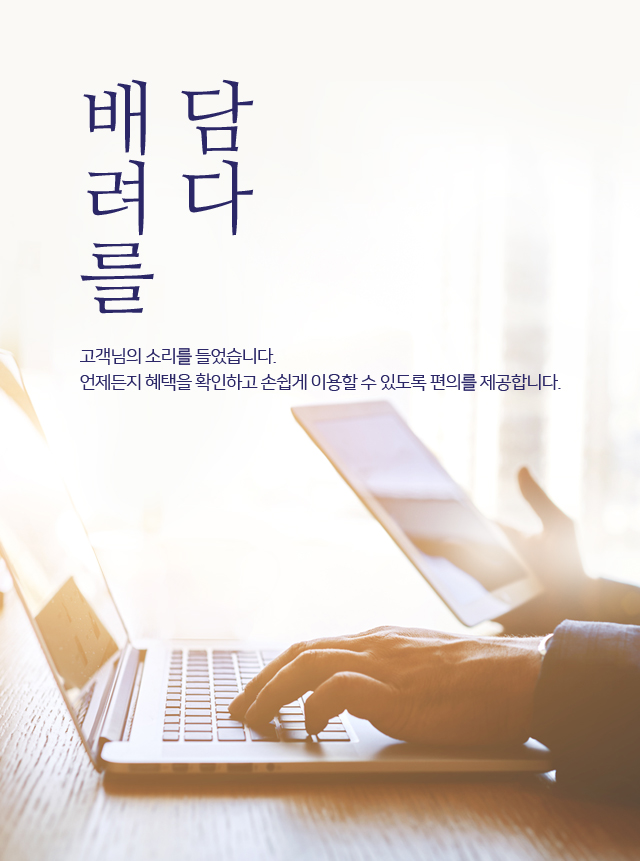 배려를
담다
고객님의 소리를 들었습니다.
언제든지 혜택을 확인하고 손쉽게 이용할 수 있도록 편의를 제공합니다.